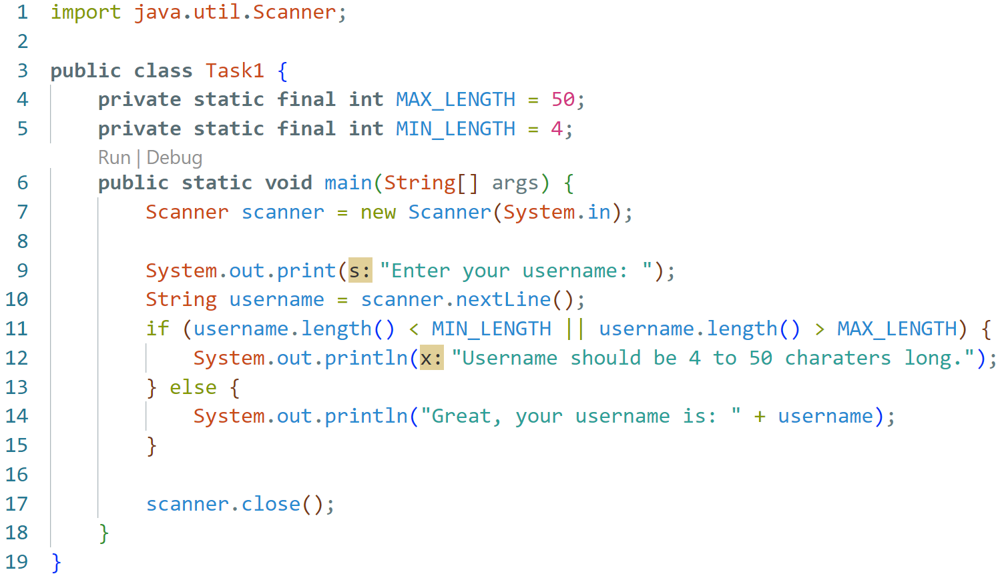 1 import java.util.Scanner;
2
3 public class Task1 {
4     private static final int MAX_LENGTH = 50;
5     private static final int MIN_LENGTH = 4;
      Run | Debug
6     public static void main(String[] args) {
7         Scanner scanner = new Scanner(System.in);
8
9         System.out.print(s: "Enter your username: ");
10        String username = scanner.nextLine();
11        if (username.length() < MIN_LENGTH || username.length() > MAX_LENGTH) {
12            System.out.println(x: "Username should be 4 to 50 charaters long.");
13        } else {
14            System.out.println("Great, your username is: " + username);
15        }
16
17        scanner.close();
18    }
19 }